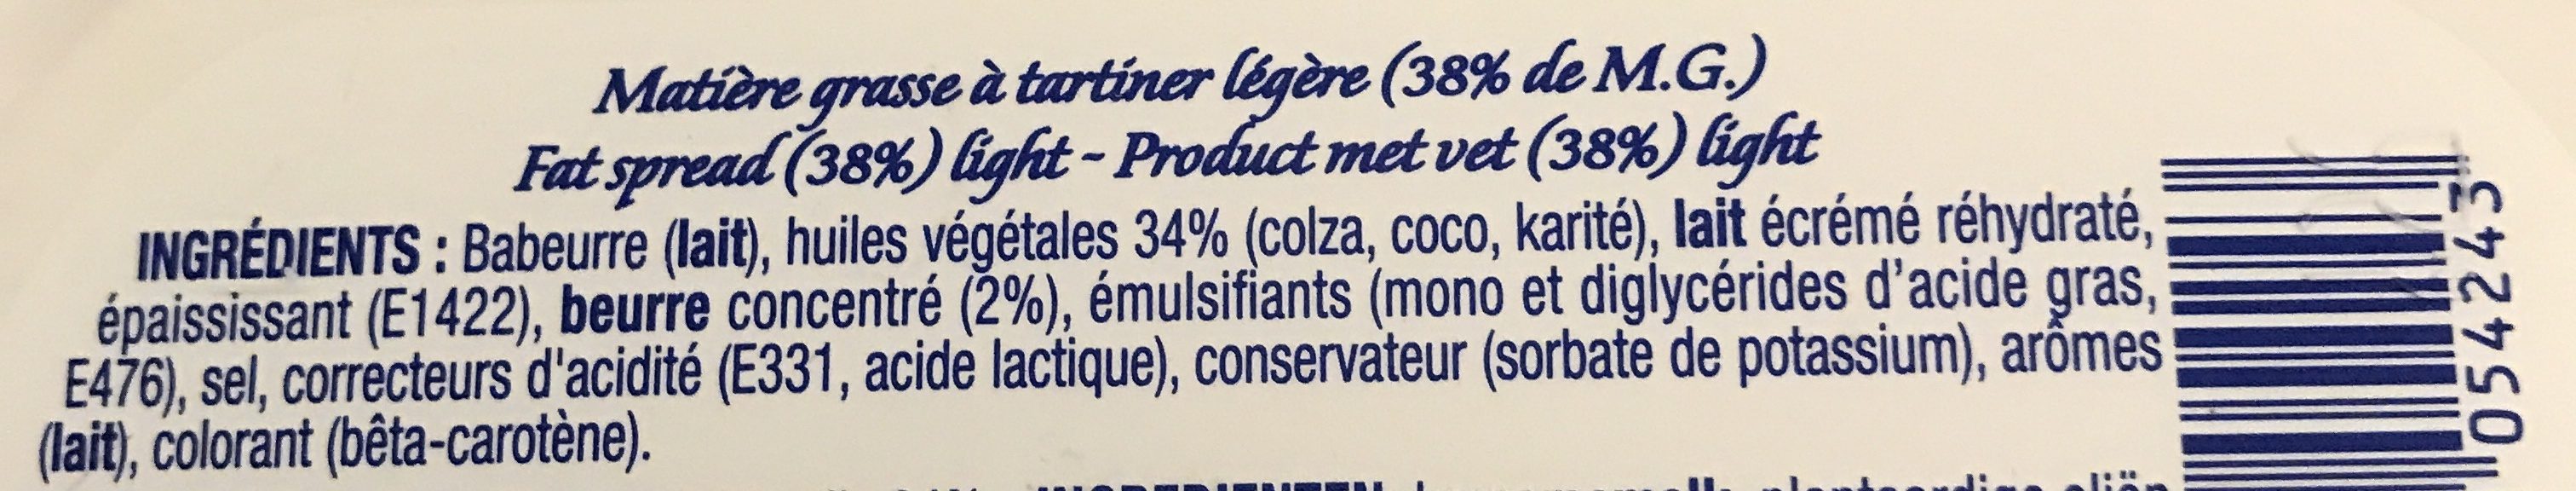 Matière grasse à tartiner légère (38% de M.G.)
Fat spread (38%) light - Product met vet (38%) light
INGRÉDIENTS : Babeurre (lait), huiles végétales 34% (colza, coco, karité), lait écrémé réhydraté,
épaississant (E1422), beurre concentré (2%), émulsifiants (mono et diglycérides d'acide gras,
E476), sel, correcteurs d'acidité (E331, acide lactique), conservateur (sorbate de potassium), arômes
(lait), colorant (bêta-carotène).
054243